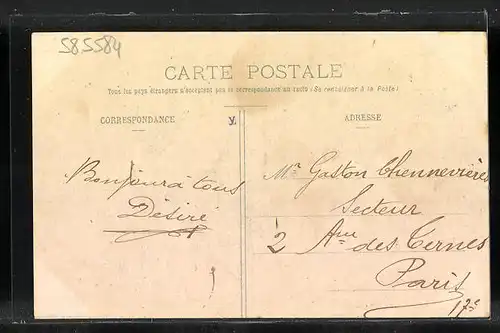 585584
CARTE POSTALE
Tous les pays étrangers n'acceptent pas la correspondance au recto (Se renseigner à la Poste)
CORRESPONDANCE
ADRESSE
Bonjour à tous
Désiré
Mr Gaston Chennevières
Secteur
2 Aue des Ternes
Paris
17e